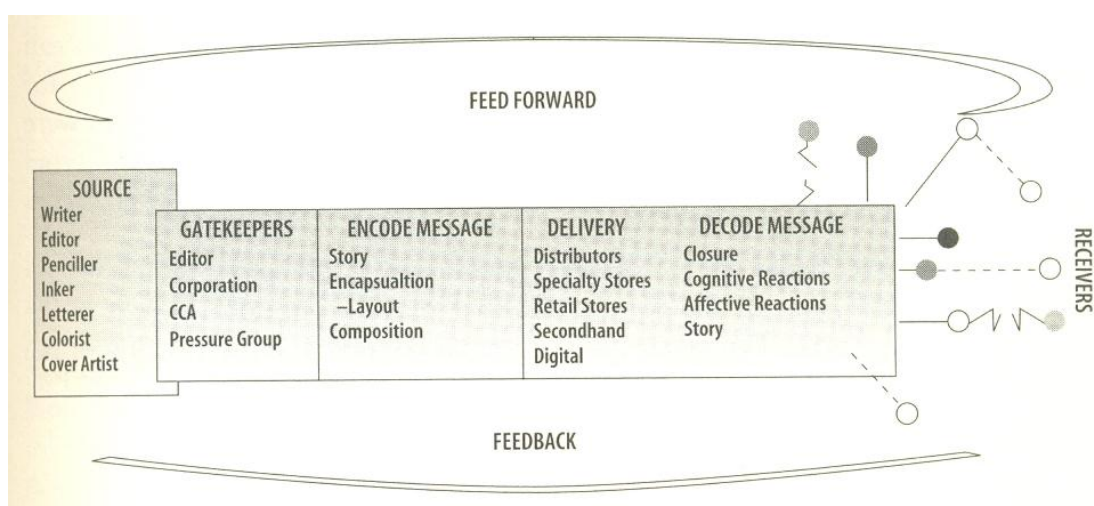 FEED FORWARD
SOURCE
Writer
Editor
Penciller
Inker
Letterer
Colorist
Cover Artist
GATEKEEPERS
Editor
Corporation
CCA
Pressure Group
ENCODE MESSAGE
Story
Encapsualtion
–Layout
Composition
DELIVERY
Distributors
Specialty Stores
Retail Stores
Secondhand
Digital
DECODE MESSAGE
Closure
Cognitive Reactions
Affective Reactions
Story
RECEIVERS
FEEDBACK